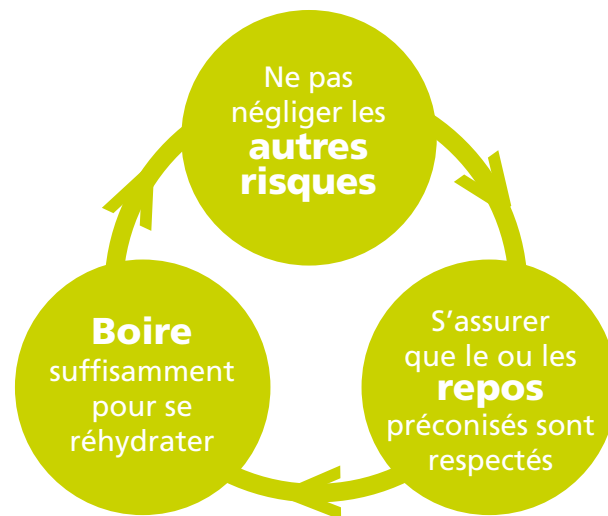 Ne pas
négliger les
autres
risques
S'assurer
que le ou les
repos
préconisés sont
respectés
Boire
suffisamment
pour se
réhydrater